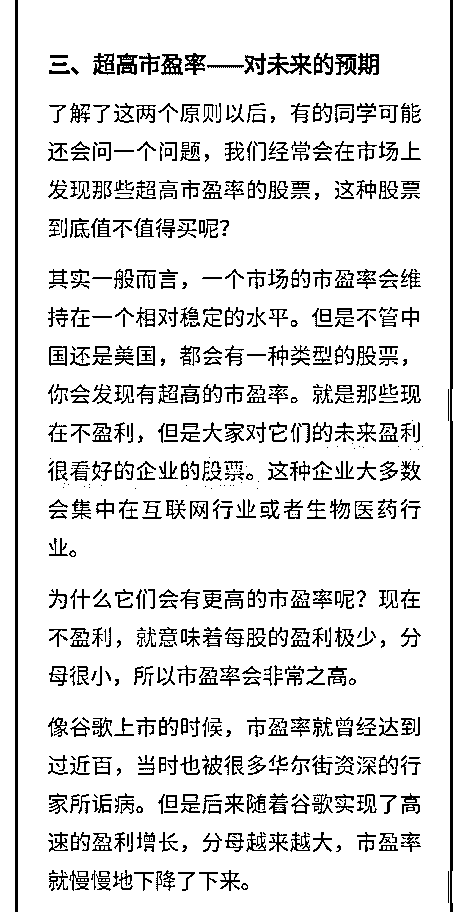 三、超高市盈率——对未来的预期
了解了这两个原则以后，有的同学可能
还会问一个问题，我们经常会在市场上
发现那些超高市盈率的股票，这种股票
到底值不值得买呢？
其实一般而言，一个市场的市盈率会维
持在一个相对稳定的水平。但是不管中
国还是美国，都会有一种类型的股票，
你会发现有超高的市盈率。就是那些现
在不盈利，但是大家对它们的未来盈利
很看好的企业的股票。这种企业大多数
会集中在互联网行业或者生物医药行
业。
为什么它们会有更高的市盈率呢？现在
不盈利，就意味着每股的盈利极少，分
母很小，所以市盈率会非常之高。
像谷歌上市的时候，市盈率就曾经达到
过近百，当时也被很多华尔街资深的行
家所诟病。但是后来随着谷歌实现了高
速的盈利增长，分母越来越大，市盈率
就慢慢地下降了下来。